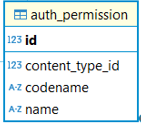 auth_permission
123 id
123 content_type_id
A-Z codename
A-Z name